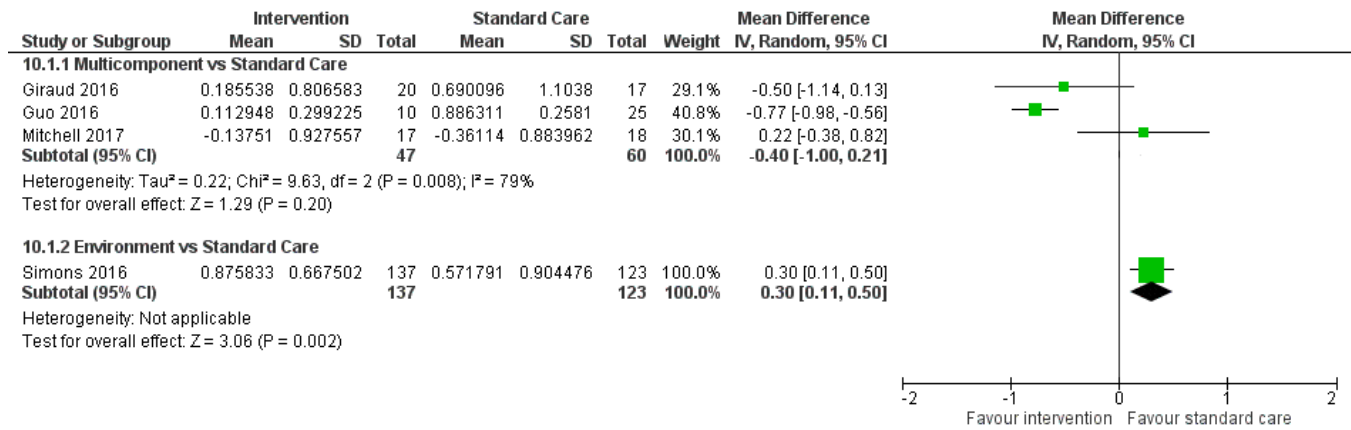 Intervention Standard Care Mean Difference Mean Difference
Study or Subgroup Mean SD Total Mean SD Total Weight IV, Random, 95% CI IV, Random, 95% CI
10.1.1 Multicomponent vs Standard Care
Giraud 2016 0.185538 0.806583 20 0.690096 1.1038 17 29.1% -0.50 [-1.14, 0.13]
Guo 2016 0.112948 0.299225 10 0.886311 0.2581 25 40.8% -0.77 [-0.98, -0.56]
Mitchell 2017 -0.13751 0.927557 17 -0.36114 0.883962 18 30.1% 0.22 [-0.38, 0.82]
Subtotal (95% CI) 47 60 100.0% -0.40 [-1.00, 0.21]
Heterogeneity: Tau² = 0.22; Chi² = 9.63, df = 2 (P = 0.008); I² = 79%
Test for overall effect: Z = 1.29 (P = 0.20)
10.1.2 Environment vs Standard Care
Simons 2016 0.875833 0.667502 137 0.571791 0.904476 123 100.0% 0.30 [0.11, 0.50]
Subtotal (95% CI) 137 123 100.0% 0.30 [0.11, 0.50]
Heterogeneity: Not applicable
Test for overall effect: Z = 3.06 (P = 0.002)
-2 -1 0 1 2
Favour intervention Favour standard care